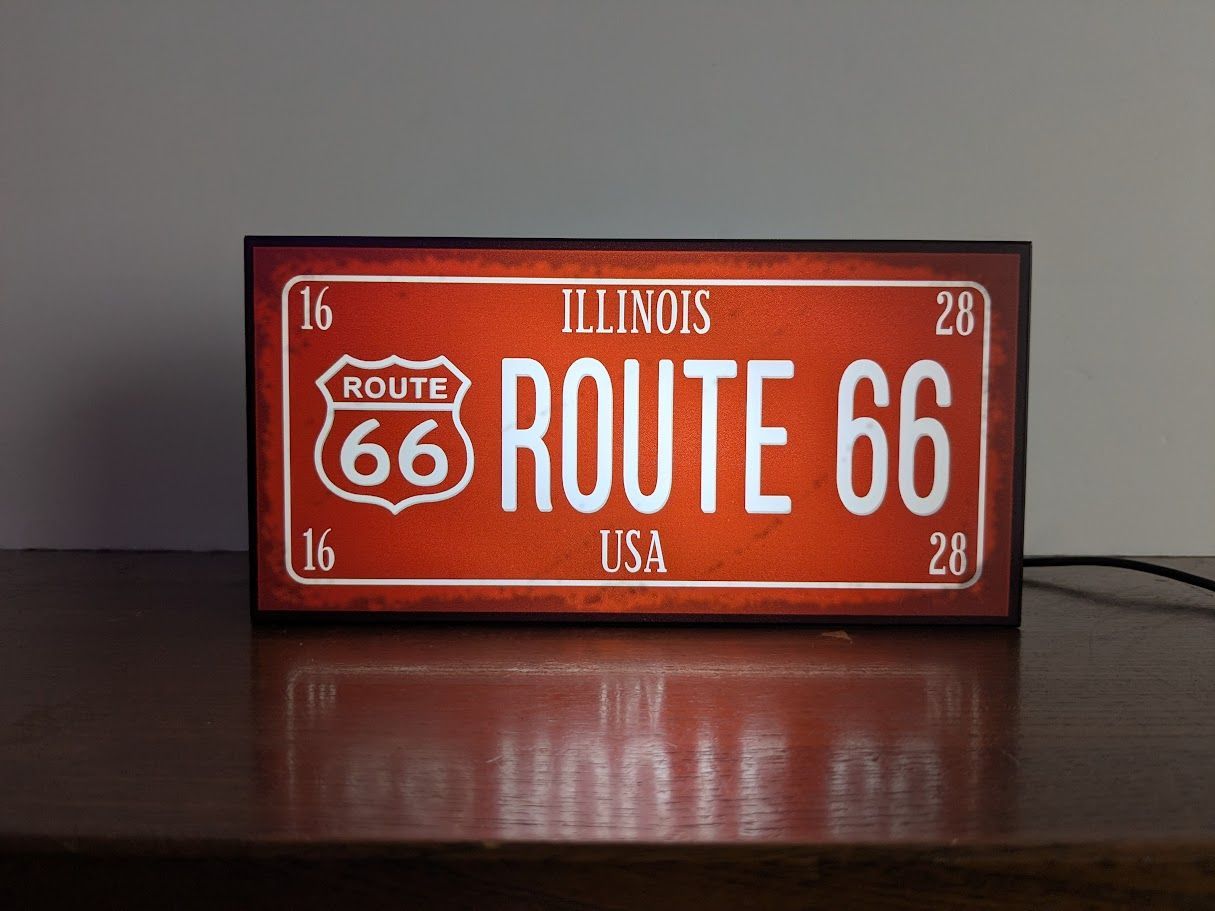 16 ILLINOIS 28
ROUTE
66
ROUTE 66
16 USA 28